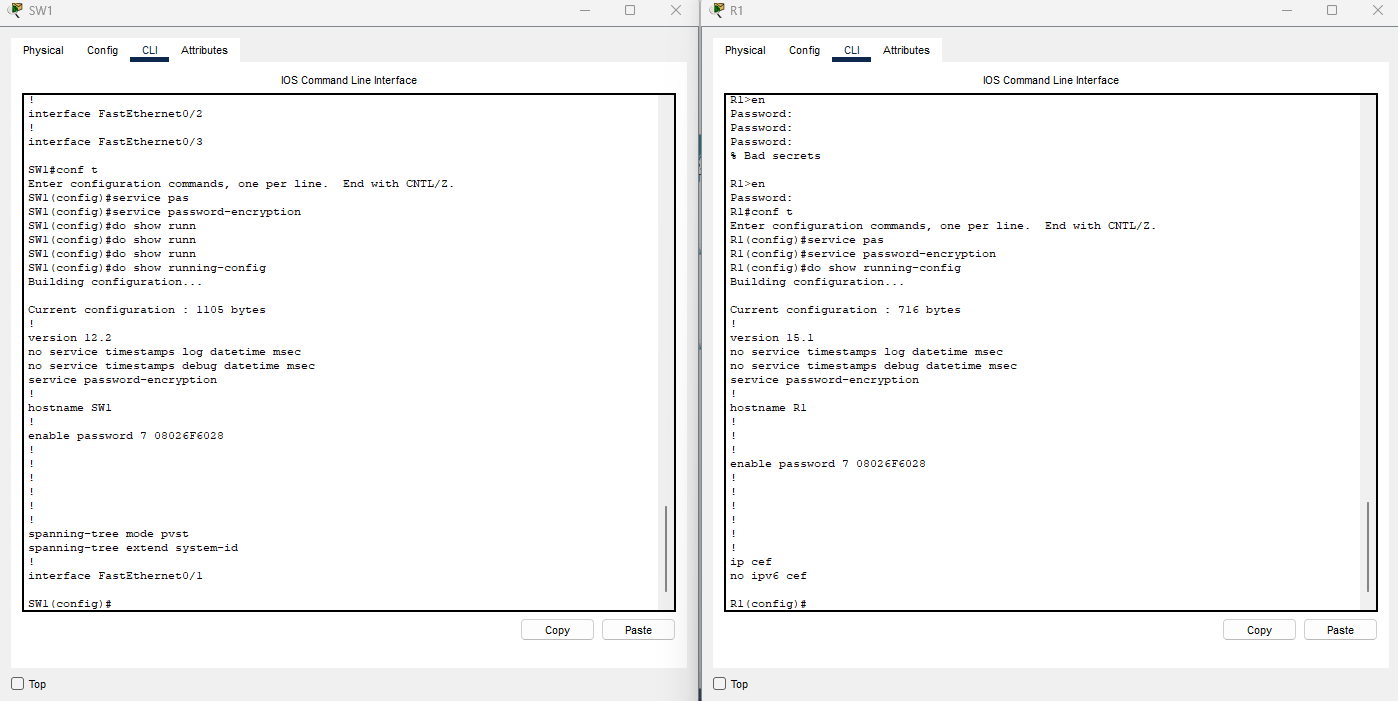 SW1
Physical Config CLI Attributes
IOS Command Line Interface
!
interface FastEthernet0/2
!
interface FastEthernet0/3
SW1#conf t
Enter configuration commands, one per line.  End with CNTL/Z.
SW1(config)#service pas
SW1(config)#service password-encryption
SW1(config)#do show runn
SW1(config)#do show runn
SW1(config)#do show runn
SW1(config)#do show running-config
Building configuration...
Current configuration : 1105 bytes
!
version 12.2
no service timestamps log datetime msec
no service timestamps debug datetime msec
service password-encryption
!
hostname SW1
!
enable password 7 08026F6028
!
!
!
!
!
!
spanning-tree mode pvst
spanning-tree extend system-id
!
interface FastEthernet0/1
SW1(config)#
Copy Paste
Top
R1
Physical Config CLI Attributes
IOS Command Line Interface
R1>en
Password:
Password:
Password:
% Bad secrets
R1>en
Password:
R1#conf t
Enter configuration commands, one per line.  End with CNTL/Z.
R1(config)#service pas
R1(config)#service password-encryption
R1(config)#do show running-config
Building configuration...
Current configuration : 716 bytes
!
version 15.1
no service timestamps log datetime msec
no service timestamps debug datetime msec
service password-encryption
!
hostname R1
!
!
!
enable password 7 08026F6028
!
!
!
!
!
!
ip cef
no ipv6 cef
R1(config)#
Copy Paste
Top